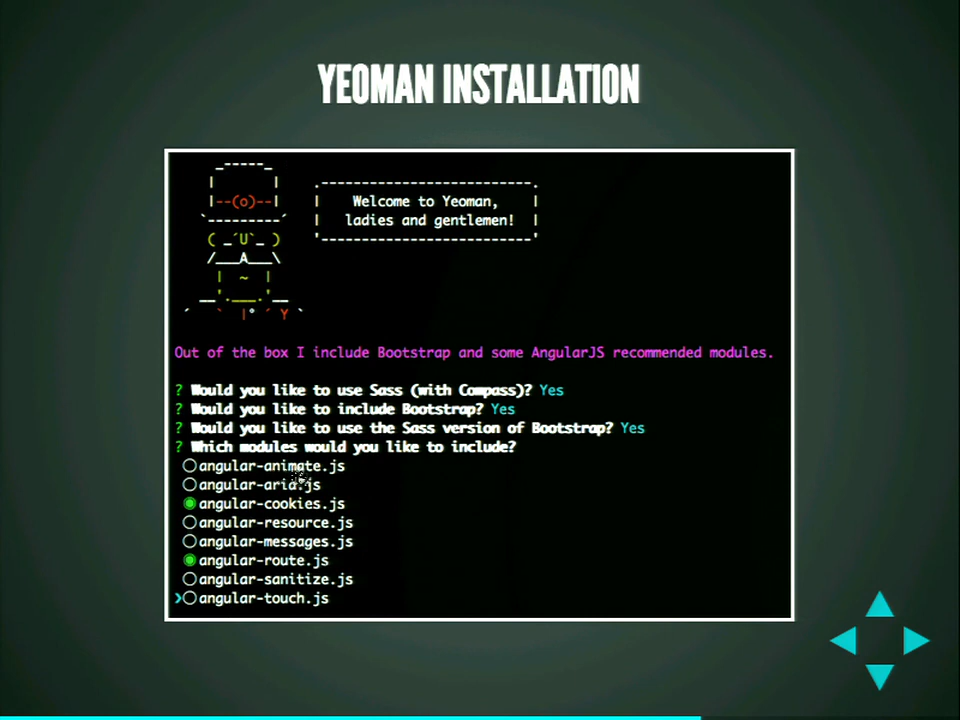 YEOMAN INSTALLATION
Welcome to Yeoman,
ladies and gentlemen!
Out of the box I include Bootstrap and some AngularJS recommended modules.
? Would you like to use Sass (with Compass)? Yes
? Would you like to include Bootstrap? Yes
? Would you like to use the Sass version of Bootstrap? Yes
? Which modules would you like to include?
angular-animate.js
angular-aria.js
angular-cookies.js
angular-resource.js
angular-messages.js
angular-route.js
angular-sanitize.js
angular-touch.js